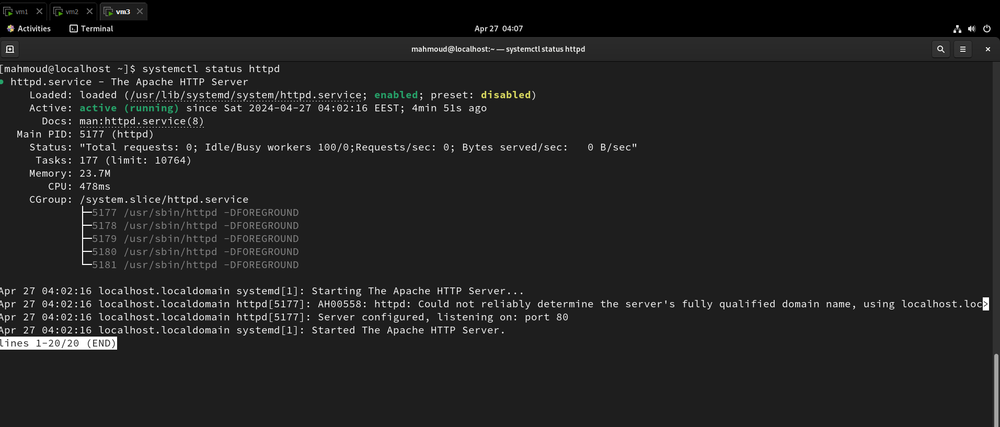 vm1 vm2 vm3
Activities Terminal Apr 27 04:07
mahmoud@localhost:~ — systemctl status httpd
[mahmoud@localhost ~]$ systemctl status httpd
● httpd.service - The Apache HTTP Server
Loaded: loaded (/usr/lib/systemd/system/httpd.service; enabled; preset: disabled)
Active: active (running) since Sat 2024-04-27 04:02:16 EEST; 4min 51s ago
Docs: man:httpd.service(8)
Main PID: 5177 (httpd)
Status: "Total requests: 0; Idle/Busy workers 100/0;Requests/sec: 0; Bytes served/sec:   0 B/sec"
Tasks: 177 (limit: 10764)
Memory: 23.7M
CPU: 478ms
CGroup: /system.slice/httpd.service
├─5177 /usr/sbin/httpd -DFOREGROUND
├─5178 /usr/sbin/httpd -DFOREGROUND
├─5179 /usr/sbin/httpd -DFOREGROUND
├─5180 /usr/sbin/httpd -DFOREGROUND
└─5181 /usr/sbin/httpd -DFOREGROUND
Apr 27 04:02:16 localhost.localdomain systemd[1]: Starting The Apache HTTP Server...
Apr 27 04:02:16 localhost.localdomain httpd[5177]: AH00558: httpd: Could not reliably determine the server's fully qualified domain name, using localhost.loc>
Apr 27 04:02:16 localhost.localdomain httpd[5177]: Server configured, listening on: port 80
Apr 27 04:02:16 localhost.localdomain systemd[1]: Started The Apache HTTP Server.
lines 1-20/20 (END)